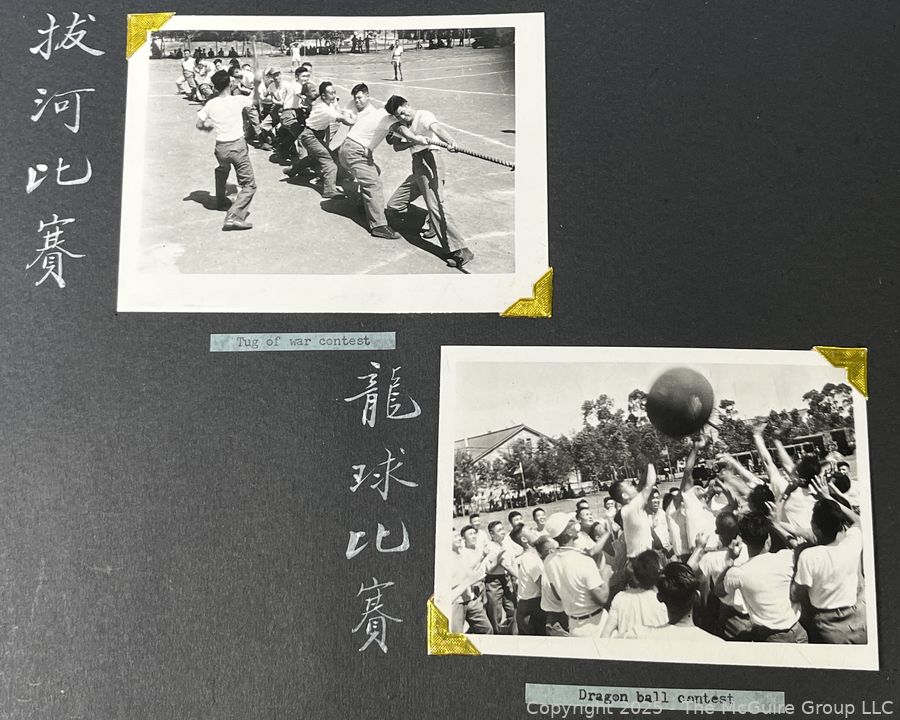 拔河比賽
Tug of war contest
龍球比賽
Dragon ball contest
Copyright 2025 - The McGuire Group LLC